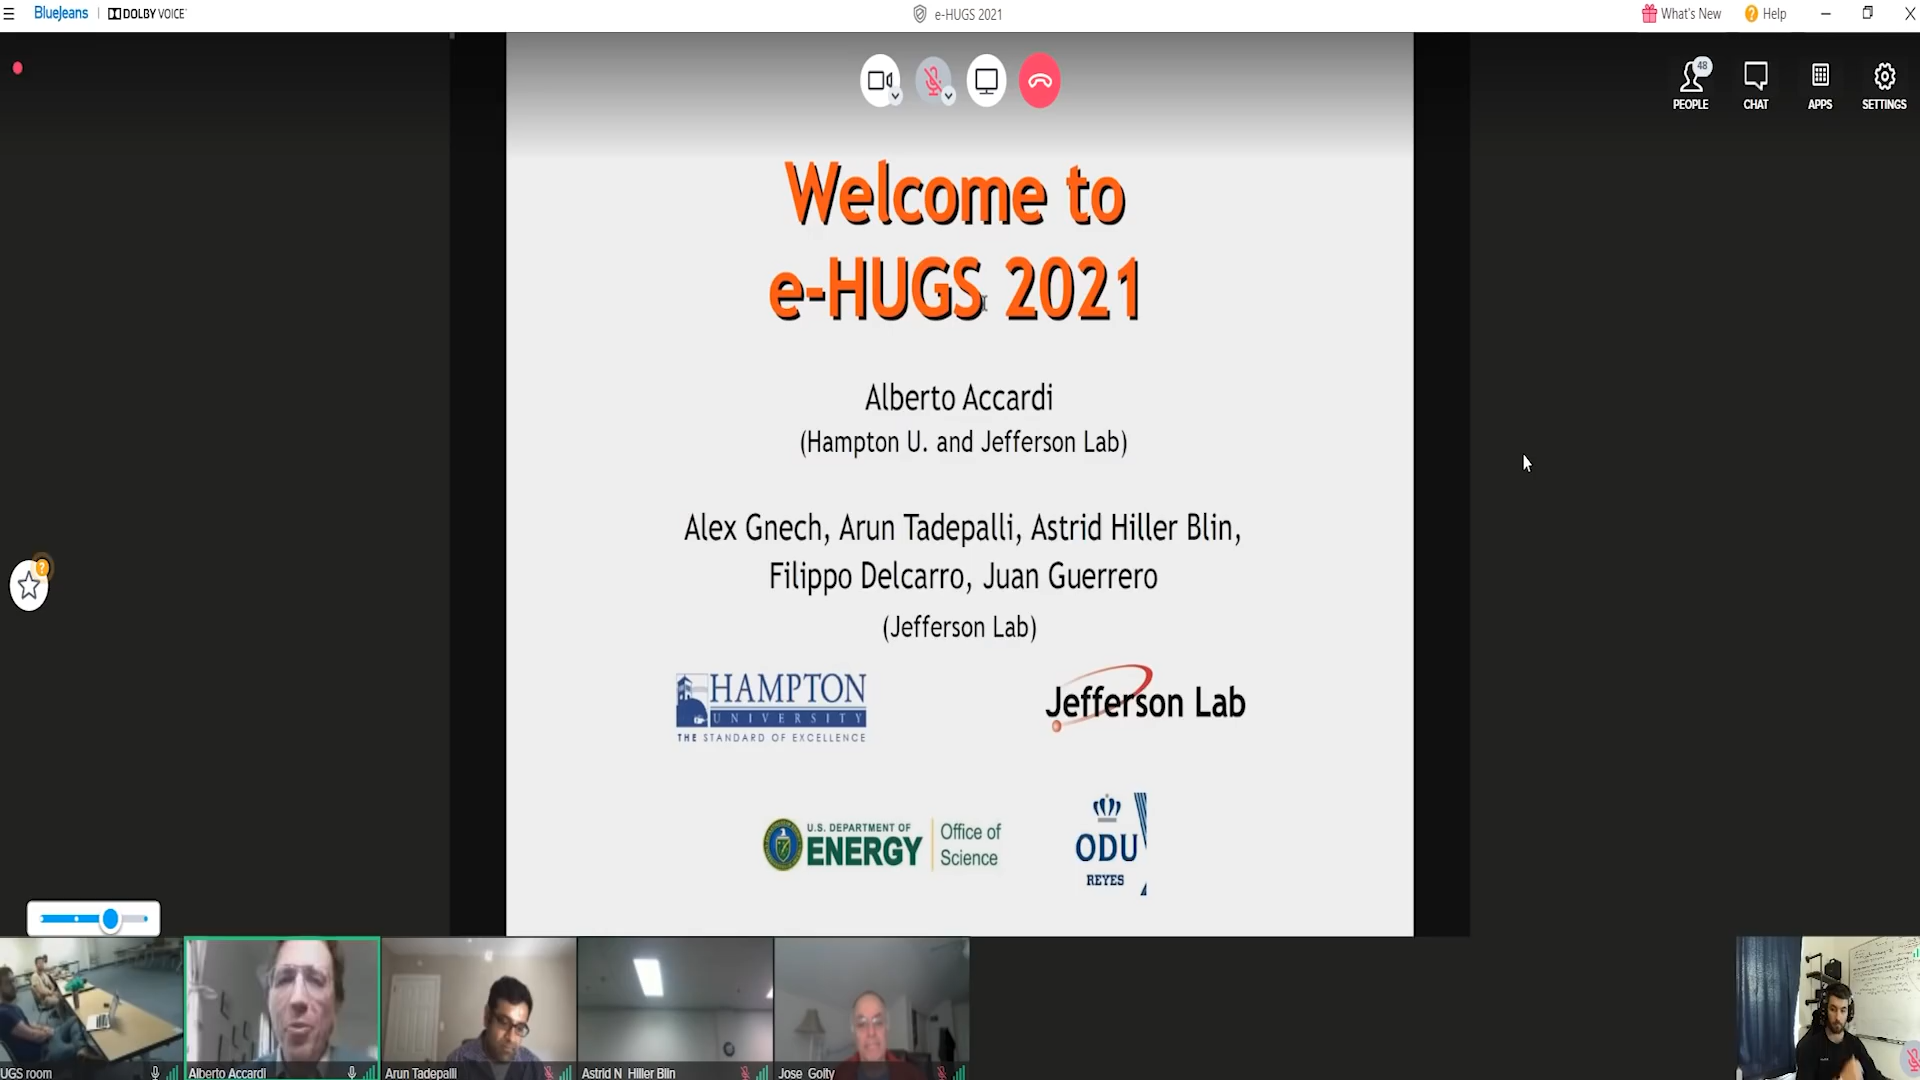 BlueJeans | DOLBY VOICE
e-HUGS 2021
What's New
Help
48
PEOPLE
CHAT
APPS
SETTINGS
Welcome to
e-HUGS 2021
Alberto Accardi
(Hampton U. and Jefferson Lab)
Alex Gnech, Arun Tadepalli, Astrid Hiller Blin,
Filippo Delcarro, Juan Guerrero
(Jefferson Lab)
HAMPTON
UNIVERSITY
THE STANDARD OF EXCELLENCE
Jefferson Lab
U.S. DEPARTMENT OF
ENERGY
Office of
Science
ODU
REYES
?
UGS room
Alberto Accardi
Arun Tadepalli
Astrid N Hiller Blin
Jose Goity